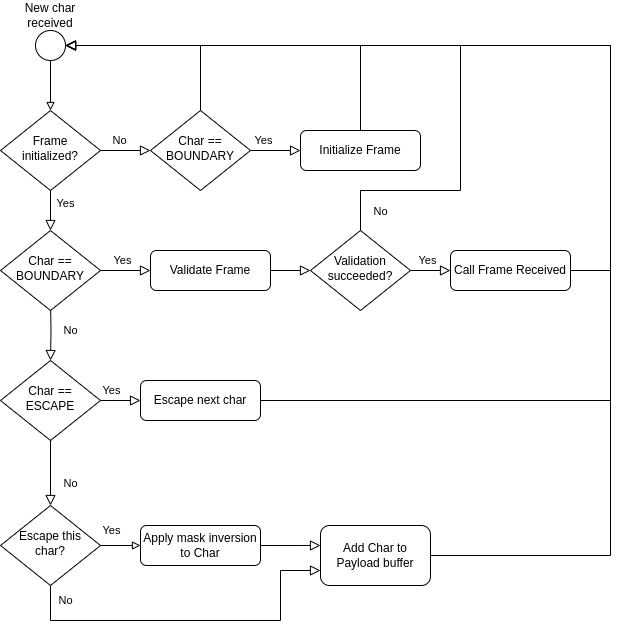 New char
received
Frame
initialized?
No
Char ==
BOUNDARY
Yes
Initialize Frame
Yes
No
Char ==
BOUNDARY
Yes
Validate Frame
Validation
succeeded?
Yes
Call Frame Received
No
Char ==
ESCAPE
Yes
Escape next char
No
Escape this
char?
Yes
Apply mask inversion
to Char
Add Char to
Payload buffer
No